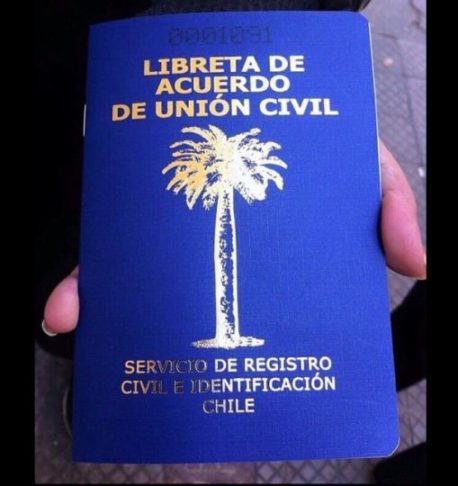 0001091
LIBRETA DE
ACUERDO
DE UNIÓN CIVIL
SERVICIO DE REGISTRO
CIVIL E IDENTIFICACIÓN
CHILE